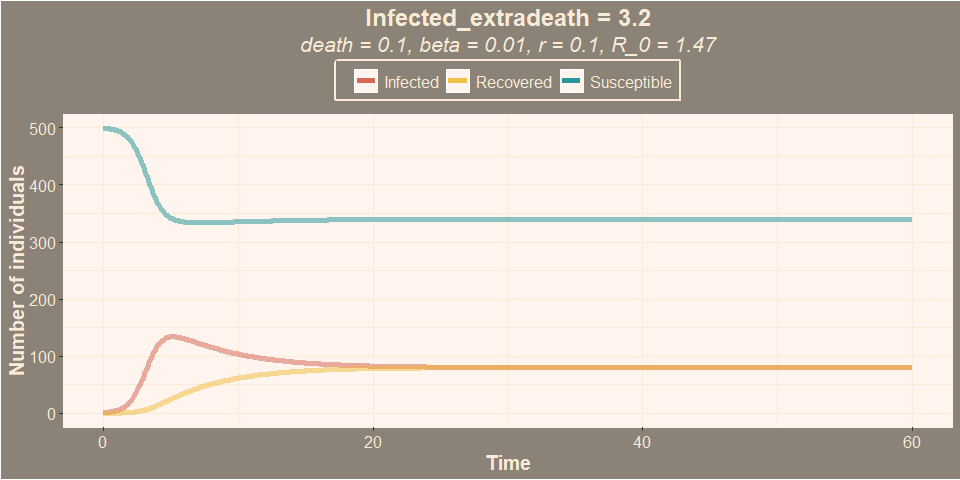 Infected_extradeath = 3.2
death = 0.1, beta = 0.01, r = 0.1, R_0 = 1.47
Infected Recovered Susceptible
Number of individuals
500
400
300
200
100
0
0 20 40 60
Time